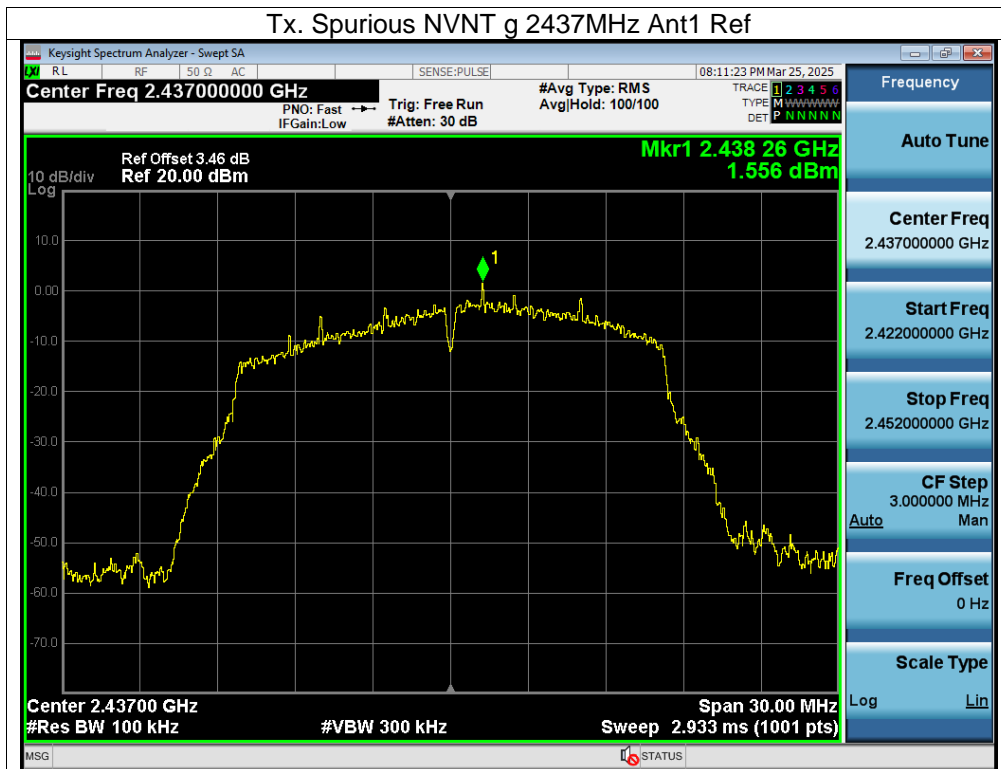 Tx. Spurious NVNT g 2437MHz Ant1 Ref
Keysight Spectrum Analyzer - Swept SA
LXI RL RF 50 Ω AC SENSE:PULSE 08:11:23 PM Mar 25, 2025
Center Freq 2.437000000 GHz
PNO: Fast
IFGain:Low
Trig: Free Run
#Atten: 30 dB
#Avg Type: RMS
Avg|Hold: 100/100
TRACE 1 2 3 4 5 6
TYPE M WWWWW
DET P N N N N N
Frequency
Auto Tune
Center Freq
2.437000000 GHz
Start Freq
2.422000000 GHz
Stop Freq
2.452000000 GHz
CF Step
3.000000 MHz
Auto Man
Freq Offset
0 Hz
Scale Type
Log Lin
Mkr1 2.438 26 GHz
1.556 dBm
Ref Offset 3.46 dB
10 dB/div Ref 20.00 dBm
Log
1
10.0
0.00
-10.0
-20.0
-30.0
-40.0
-50.0
-60.0
-70.0
Center 2.43700 GHz Span 30.00 MHz
#Res BW 100 kHz #VBW 300 kHz Sweep 2.933 ms (1001 pts)
MSG STATUS